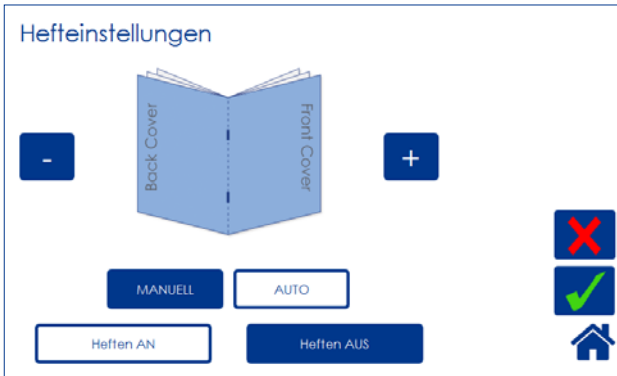 Hefteinstellungen
Back Cover
Front Cover
-
+
MANUELL
AUTO
Heften AN
Heften AUS